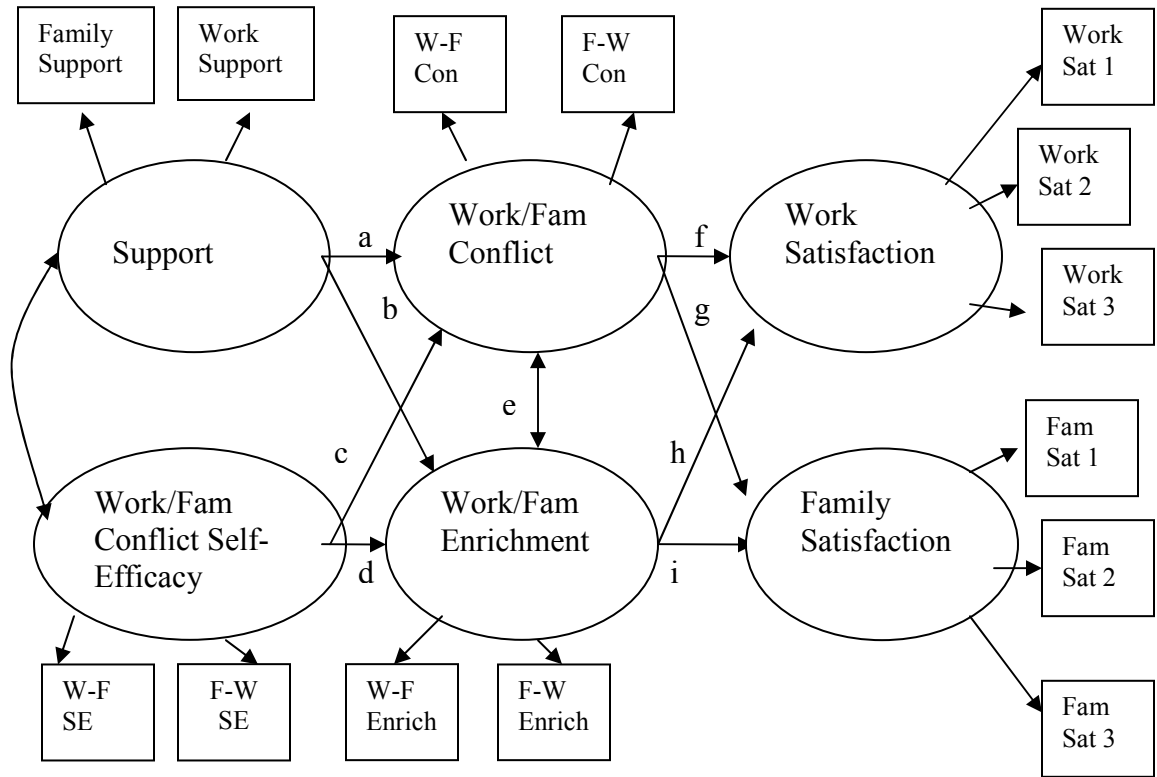 Family
Support
Work
Support
W-F
Con
F-W
Con
Work
Sat 1
Work
Sat 2
Work
Sat 3
Support
a
Work/Fam
Conflict
f
Work
Satisfaction
b
g
e
c
h
Work/Fam
Conflict Self-
Efficacy
d
Work/Fam
Enrichment
i
Family
Satisfaction
Fam
Sat 1
Fam
Sat 2
Fam
Sat 3
W-F
SE
F-W
SE
W-F
Enrich
F-W
Enrich